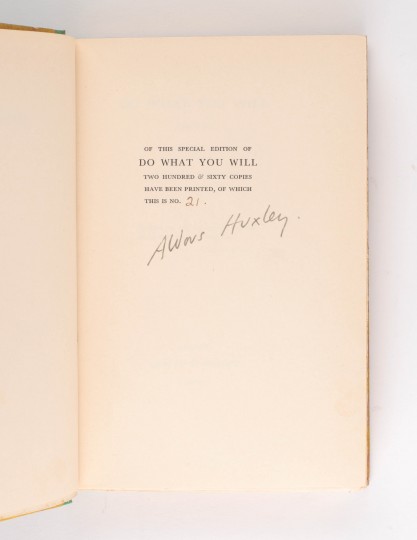 OF THIS SPECIAL EDITION OF
DO WHAT YOU WILL
TWO HUNDRED & SIXTY COPIES
HAVE BEEN PRINTED, OF WHICH
THIS IS NO. 21.
Aldous Huxley.